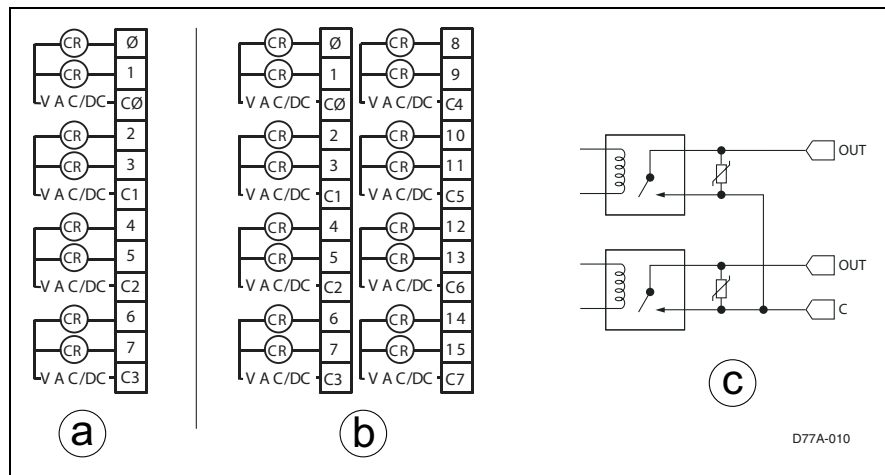 CR Ø
CR 1
V A C/DC CØ
CR 2
CR 3
V A C/DC C1
CR 4
CR 5
V A C/DC C2
CR 6
CR 7
V A C/DC C3
a
CR Ø CR 8
CR 1 CR 9
V A C/DC CØ V A C/DC C4
CR 2 CR 10
CR 3 CR 11
V A C/DC C1 V A C/DC C5
CR 4 CR 12
CR 5 CR 13
V A C/DC C2 V A C/DC C6
CR 6 CR 14
CR 7 CR 15
V A C/DC C3 V A C/DC C7
b
OUT
OUT
C
c
D77A-010